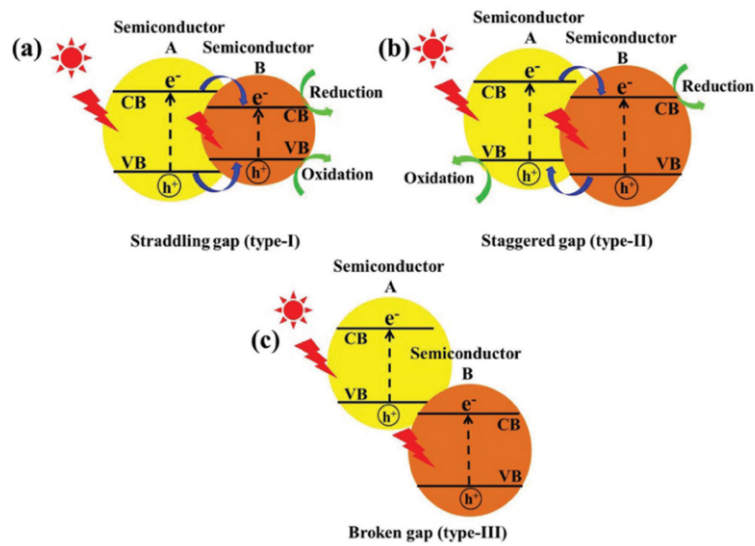 (a)
Semiconductor
A
Semiconductor
B
e-
CB
e-
Reduction
CB
VB
VB
h+
h+
Oxidation
Straddling gap (type-I)
(b)
Semiconductor
A
Semiconductor
B
e-
CB
e-
Reduction
CB
VB
VB
h+
h+
Oxidation
Staggered gap (type-II)
(c)
Semiconductor
A
e-
CB
Semiconductor
B
VB
h+
e-
CB
VB
h+
Broken gap (type-III)